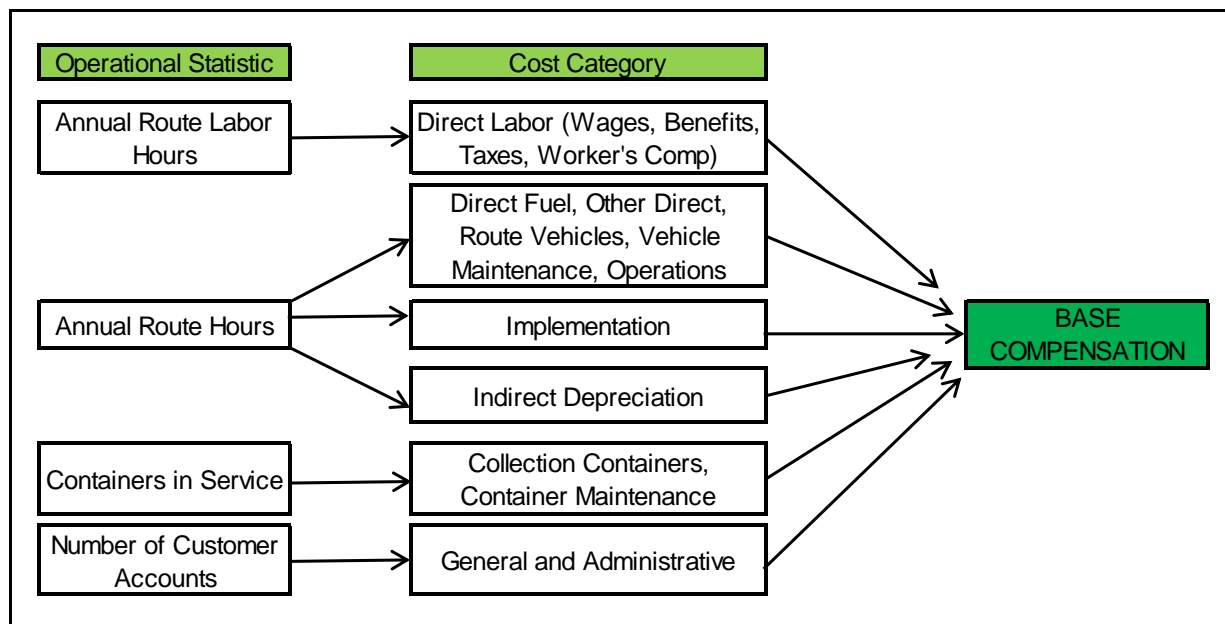 Operational Statistic
Cost Category
Annual Route Labor
Hours
Direct Labor (Wages, Benefits,
Taxes, Worker's Comp)
Direct Fuel, Other Direct,
Route Vehicles, Vehicle
Maintenance, Operations
Annual Route Hours
Implementation
BASE
COMPENSATION
Indirect Depreciation
Containers in Service
Collection Containers,
Container Maintenance
Number of Customer
Accounts
General and Administrative